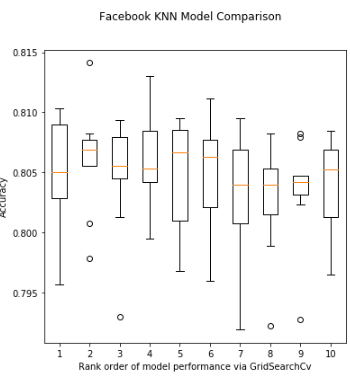 Facebook KNN Model Comparison
0.815
0.810
0.805
0.800
0.795
Accuracy
1 2 3 4 5 6 7 8 9 10
Rank order of model performance via GridSearchCv